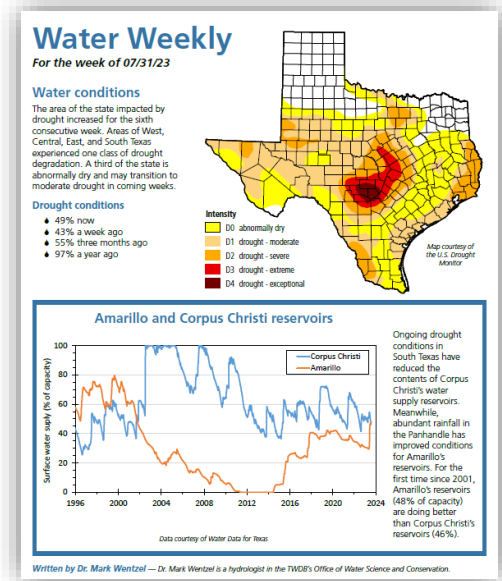 Water Weekly
For the week of 07/31/23
Water conditions
The area of the state impacted by
drought increased for the sixth
consecutive week. Areas of West,
Central, East, and South Texas
experienced one class of drought
degradation. A third of the state is
abnormally dry and may transition to
moderate drought in coming weeks.
Drought conditions
49% now
43% a week ago
55% three months ago
97% a year ago
Intensity
D0 abnormally dry
D1 drought - moderate
D2 drought - severe
D3 drought - extreme
D4 drought - exceptional
Map courtesy of
the U.S. Drought
Monitor
Amarillo and Corpus Christi reservoirs
Surface water suply (% of capacity)
100
80
60
40
20
0
1996
2000
2004
2008
2012
2016
2020
2024
Corpus Christi
Amarillo
Data courtesy of Water Data for Texas
Ongoing drought
conditions in
South Texas have
reduced the
contents of Corpus
Christi's water
supply reservoirs.
Meanwhile,
abundant rainfall in
the Panhandle has
improved conditions
for Amarillo's
reservoirs. For the
first time since 2001,
Amarillo's reservoirs
(48% of capacity)
are doing better
than Corpus Christi's
reservoirs (46%).
Written by Dr. Mark Wentzel — Dr. Mark Wentzel is a hydrologist in the TWDB's Office of Water Science and Conservation.